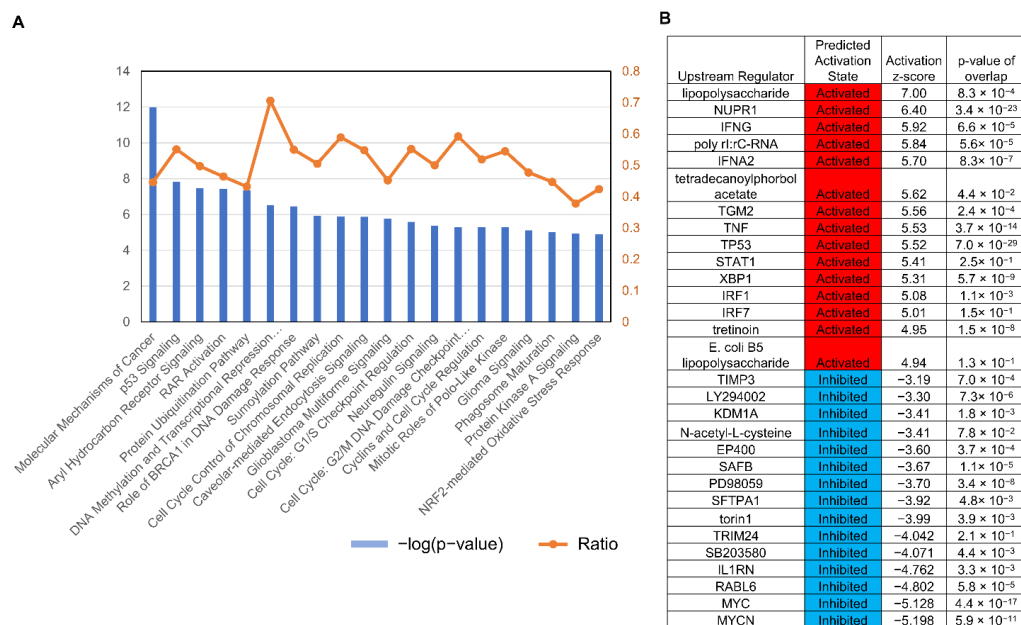 A
B
14
12
10
8
6
4
2
0
0.8
0.7
0.6
0.5
0.4
0.3
0.2
0.1
0
Molecular Mechanisms of Cancer
p53 Signaling
Aryl Hydrocarbon Receptor Signaling
RAR Activation
Protein Ubiquitination Pathway
DNA Methylation and Transcriptional Repression…
Role of BRCA1 in DNA Damage Response
Sumoylation Pathway
Cell Cycle Control of Chromosomal Replication
Caveolar-mediated Endocytosis Signaling
Glioblastoma Multiforme Signaling
Cell Cycle: G1/S Checkpoint Regulation
Neuregulin Signaling
Cell Cycle: G2/M DNA Damage Checkpoint…
Cyclins and Cell Cycle Regulation
Mitotic Roles of Polo-Like Kinase
Glioma Signaling
Phagosome Maturation
Protein Kinase A Signaling
NRF2-mediated Oxidative Stress Response
−log(p−value) Ratio
Upstream Regulator Predicted Activation State Activation z-score p-value of overlap
lipopolysaccharide Activated 7.00 8.3 × 10⁻⁴
NUPR1 Activated 6.40 3.4 × 10⁻²³
IFNG Activated 5.92 6.6 × 10⁻⁵
poly rI:rC-RNA Activated 5.84 5.6× 10⁻⁵
IFNA2 Activated 5.70 8.3× 10⁻⁷
tetradecanoylphorbol acetate Activated 5.62 4.4 × 10⁻²
TGM2 Activated 5.56 2.4 × 10⁻⁴
TNF Activated 5.53 3.7 × 10⁻¹⁴
TP53 Activated 5.52 7.0 × 10⁻²⁹
STAT1 Activated 5.41 2.5× 10⁻¹
XBP1 Activated 5.31 5.7 × 10⁻⁹
IRF1 Activated 5.08 1.1× 10⁻³
IRF7 Activated 5.01 1.5× 10⁻¹
tretinoin Activated 4.95 1.5 × 10⁻⁸
E. coli B5 lipopolysaccharide Activated 4.94 1.3 × 10⁻¹
TIMP3 Inhibited −3.19 7.0 × 10⁻⁴
LY294002 Inhibited −3.30 7.3× 10⁻⁶
KDM1A Inhibited −3.41 1.8 × 10⁻³
N-acetyl-L-cysteine Inhibited −3.41 7.8 × 10⁻²
EP400 Inhibited −3.60 3.7 × 10⁻⁴
SAFB Inhibited −3.67 1.1× 10⁻⁵
PD98059 Inhibited −3.70 3.4 × 10⁻⁸
SFTPA1 Inhibited −3.92 4.8× 10⁻³
torin1 Inhibited −3.99 3.9 × 10⁻³
TRIM24 Inhibited −4.042 2.1 × 10⁻¹
SB203580 Inhibited −4.071 4.4 × 10⁻³
IL1RN Inhibited −4.762 3.3 × 10⁻³
RABL6 Inhibited −4.802 5.8 × 10⁻⁵
MYC Inhibited −5.128 4.4 × 10⁻¹⁷
MYCN Inhibited −5.198 5.9 × 10⁻¹¹